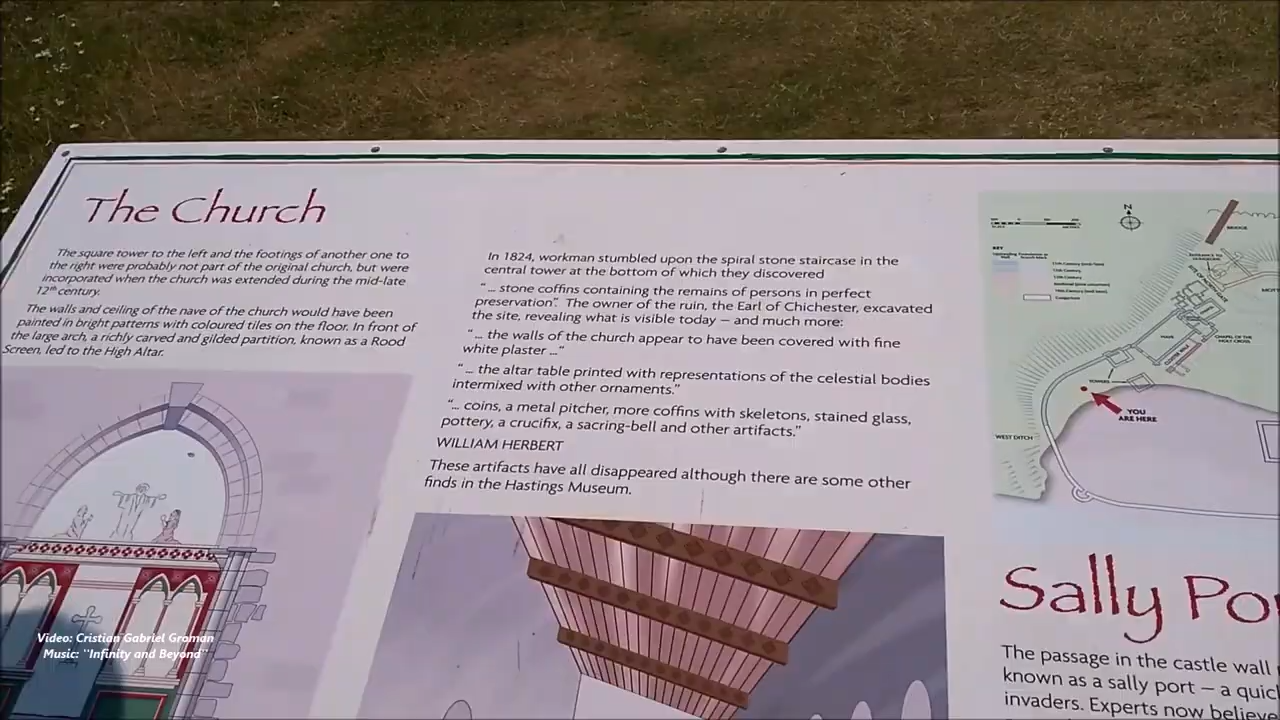 The Church
The square tower to the left and the footings of another one to
the right were probably not part of the original church, but were
incorporated when the church was extended during the mid-late
12th century.
The walls and ceiling of the nave of the church would have been
painted in bright patterns with coloured tiles on the floor. In front of
the large arch, a richly carved and gilded partition, known as a Rood
Screen, led to the High Altar.
In 1824, workman stumbled upon the spiral stone staircase in the
central tower at the bottom of which they discovered
"... stone coffins containing the remains of persons in perfect
preservation". The owner of the ruin, the Earl of Chichester, excavated
the site, revealing what is visible today – and much more:
"... the walls of the church appear to have been covered with fine
white plaster ..."
"... the altar table printed with representations of the celestial bodies
intermixed with other ornaments."
"... coins, a metal pitcher, more coffins with skeletons, stained glass,
pottery, a crucifix, a sacring-bell and other artifacts."
WILLIAM HERBERT
These artifacts have all disappeared although there are some other
finds in the Hastings Museum.
N
BRIDGE
KEY
NAVE
CHAPEL OF THE
HOLY CROSS
TOWERS
YOU
ARE HERE
WEST DITCH
Sally Po
The passage in the castle wall
known as a sally port – a quic
invaders. Experts now believe
Video: Cristian Gabriel Groman
Music: "Infinity and Beyond"